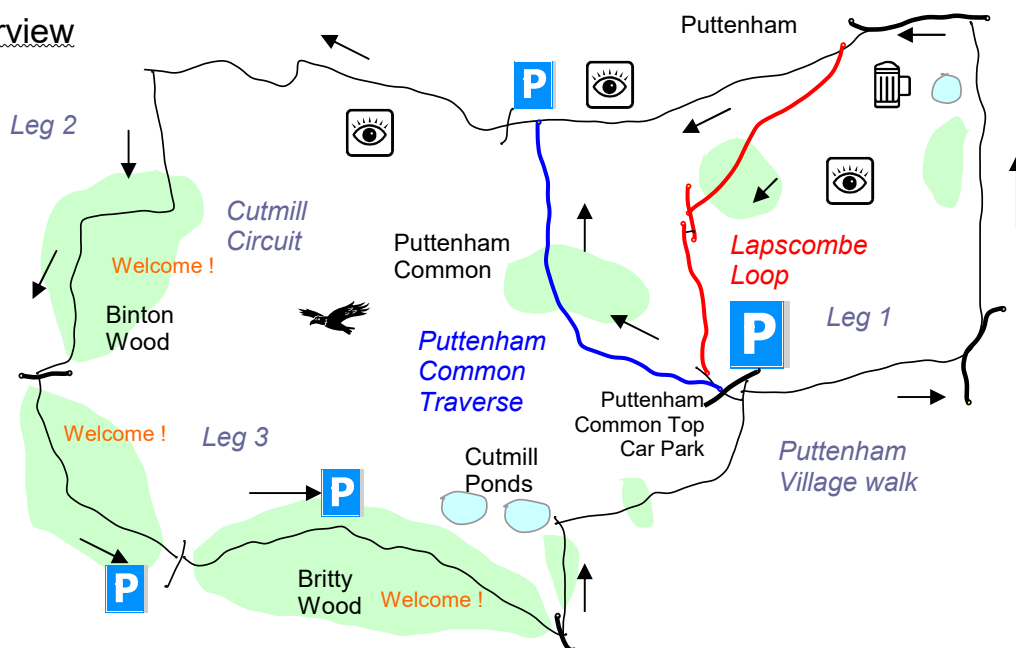 rview
Puttenham
P
Leg 2
Cutmill
Circuit
Puttenham
Common
Lapscombe
Loop
Welcome !
Binton
Wood
P
Leg 1
Puttenham
Common
Traverse
Puttenham
Common Top
Car Park
Welcome !
Leg 3
Puttenham
Village walk
Cutmill
Ponds
P
P
Britty
Wood
Welcome !